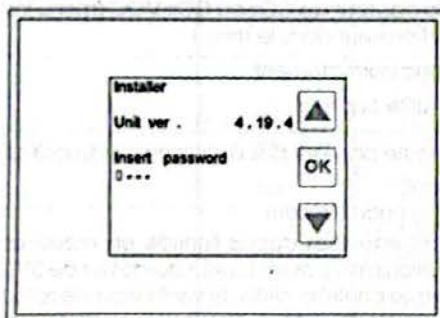 Installer
Unit ver . 4.19.4
Insert password
0---
OK